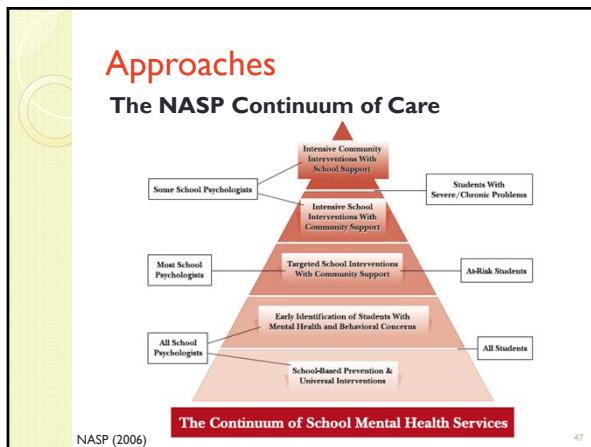 Approaches
The NASP Continuum of Care
Intensive Community
Interventions With
School Support
Some School Psychologists
Students With
Severe/Chronic Problems
Intensive School
Interventions With
Community Support
Most School
Psychologists
Targeted School Interventions
With Community Support
At-Risk Students
Early Identification of Students With
Mental Health and Behavioral Concerns
All School
Psychologists
All Students
School-Based Prevention &
Universal Interventions
The Continuum of School Mental Health Services
NASP (2006)
47